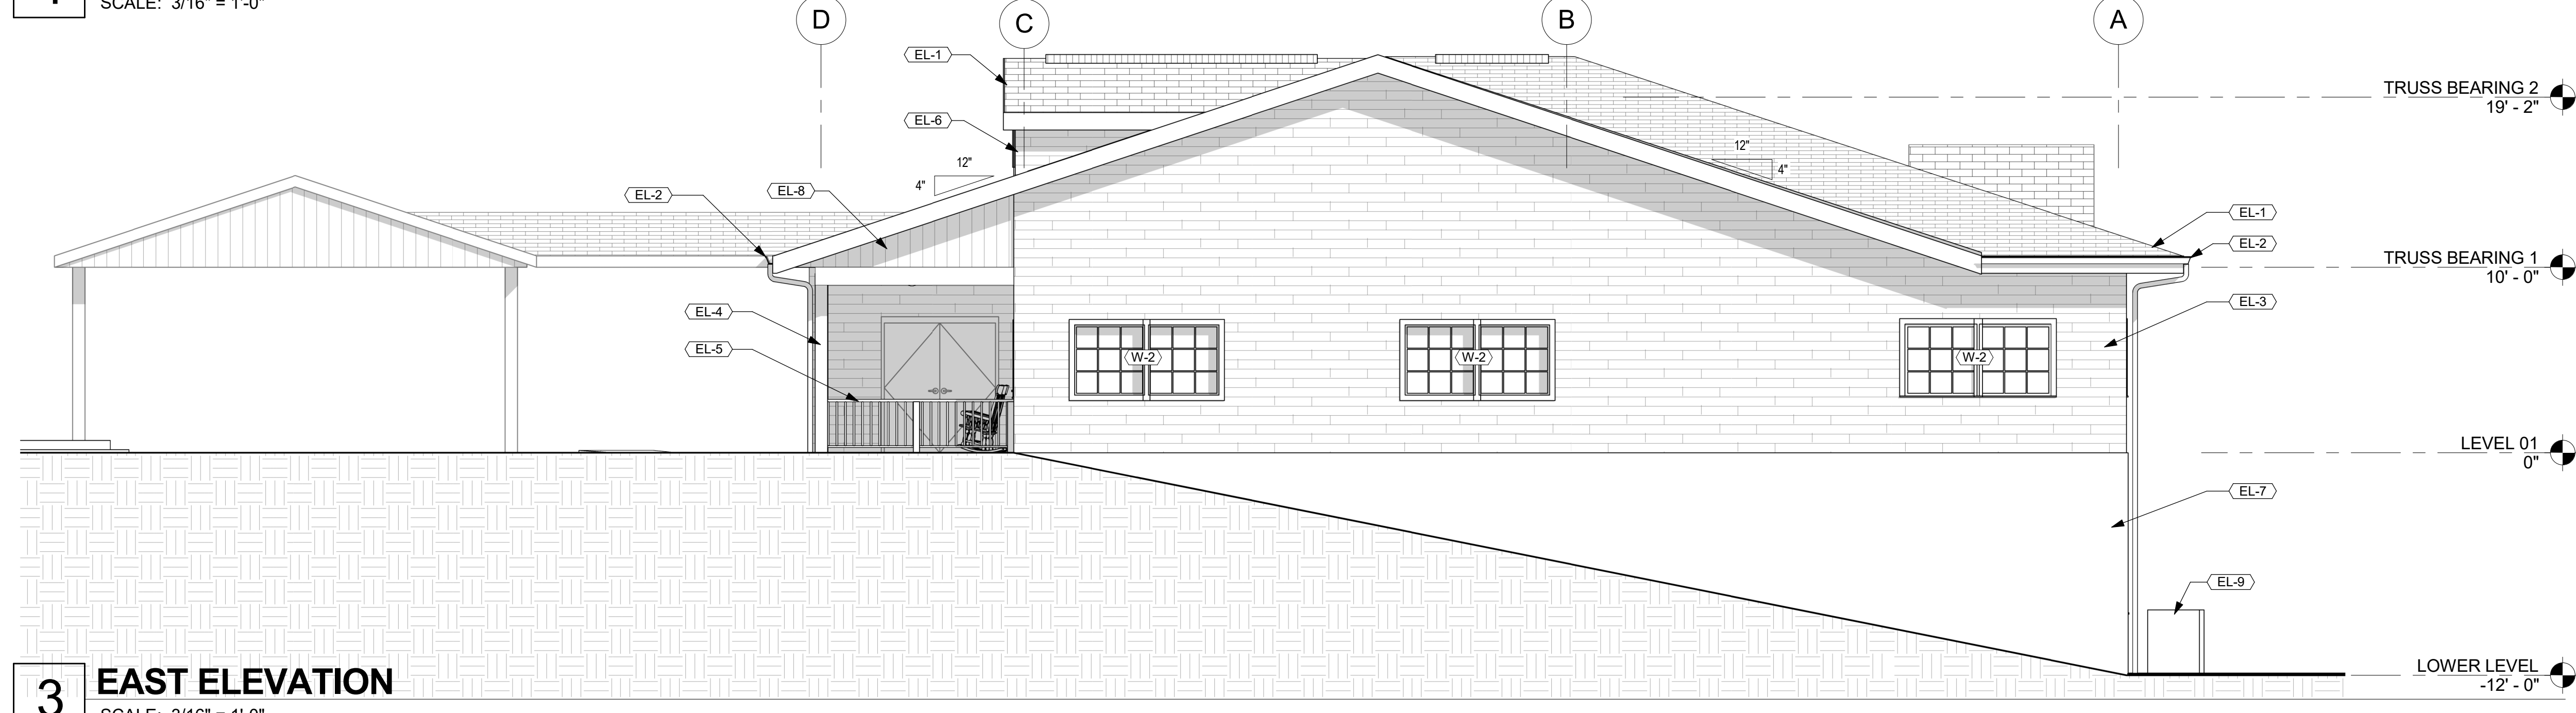 SCALE: 3/16" = 1'-0"
D
C
B
A
EL-1
TRUSS BEARING 2
19' - 2"
EL-6
12"
4"
12"
4"
EL-2
EL-8
EL-1
EL-2
TRUSS BEARING 1
10' - 0"
EL-4
EL-3
EL-5
W-2
W-2
W-2
LEVEL 01
0"
EL-7
EL-9
LOWER LEVEL
-12' - 0"
3
EAST ELEVATION
SCALE: 3/16" = 1'-0"